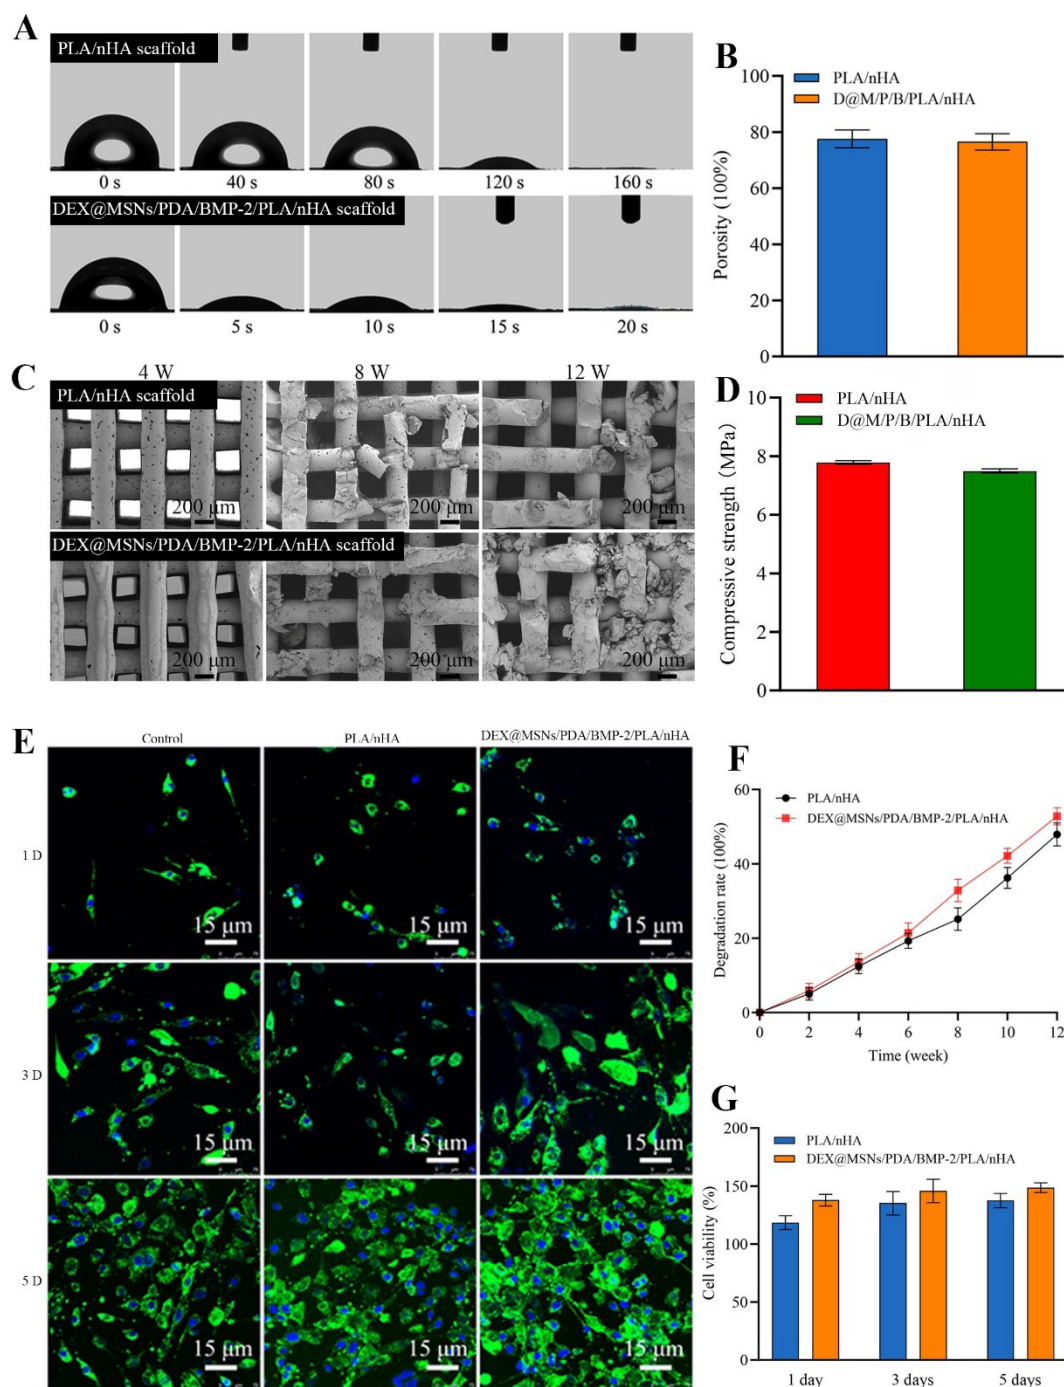 A
PLA/nHA scaffold
0 s 40 s 80 s 120 s 160 s
DEX@MSNs/PDA/BMP-2/PLA/nHA scaffold
0 s 5 s 10 s 15 s 20 s
B
PLA/nHA
D@M/P/B/PLA/nHA
Porosity (100%)
100
80
60
40
20
0
C
4 W 8 W 12 W
PLA/nHA scaffold
200 μm 200 μm 200 μm
DEX@MSNs/PDA/BMP-2/PLA/nHA scaffold
200 μm 200 μm 200 μm
D
PLA/nHA
D@M/P/B/PLA/nHA
Compressive strength (MPa)
10
8
6
4
2
0
E
Control PLA/nHA DEX@MSNs/PDA/BMP-2/PLA/nHA
1 D
15 μm 15 μm 15 μm
3 D
15 μm 15 μm 15 μm
5 D
15 μm 15 μm 15 μm
F
PLA/nHA
DEX@MSNs/PDA/BMP-2/PLA/nHA
Degradation rate (100%)
60
40
20
0
0 2 4 6 8 10 12
Time (week)
G
PLA/nHA
DEX@MSNs/PDA/BMP-2/PLA/nHA
Cell viability (%)
200
150
100
50
0
1 day 3 days 5 days